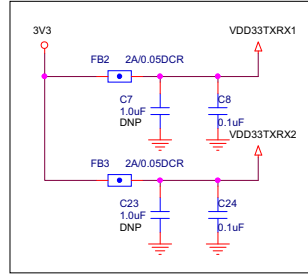 3V3
VDD33TXRX1
FB2 2A/0.05DCR
C7
1.0uF
DNP
C8
0.1uF
VDD33TXRX2
FB3 2A/0.05DCR
C23
1.0uF
DNP
C24
0.1uF